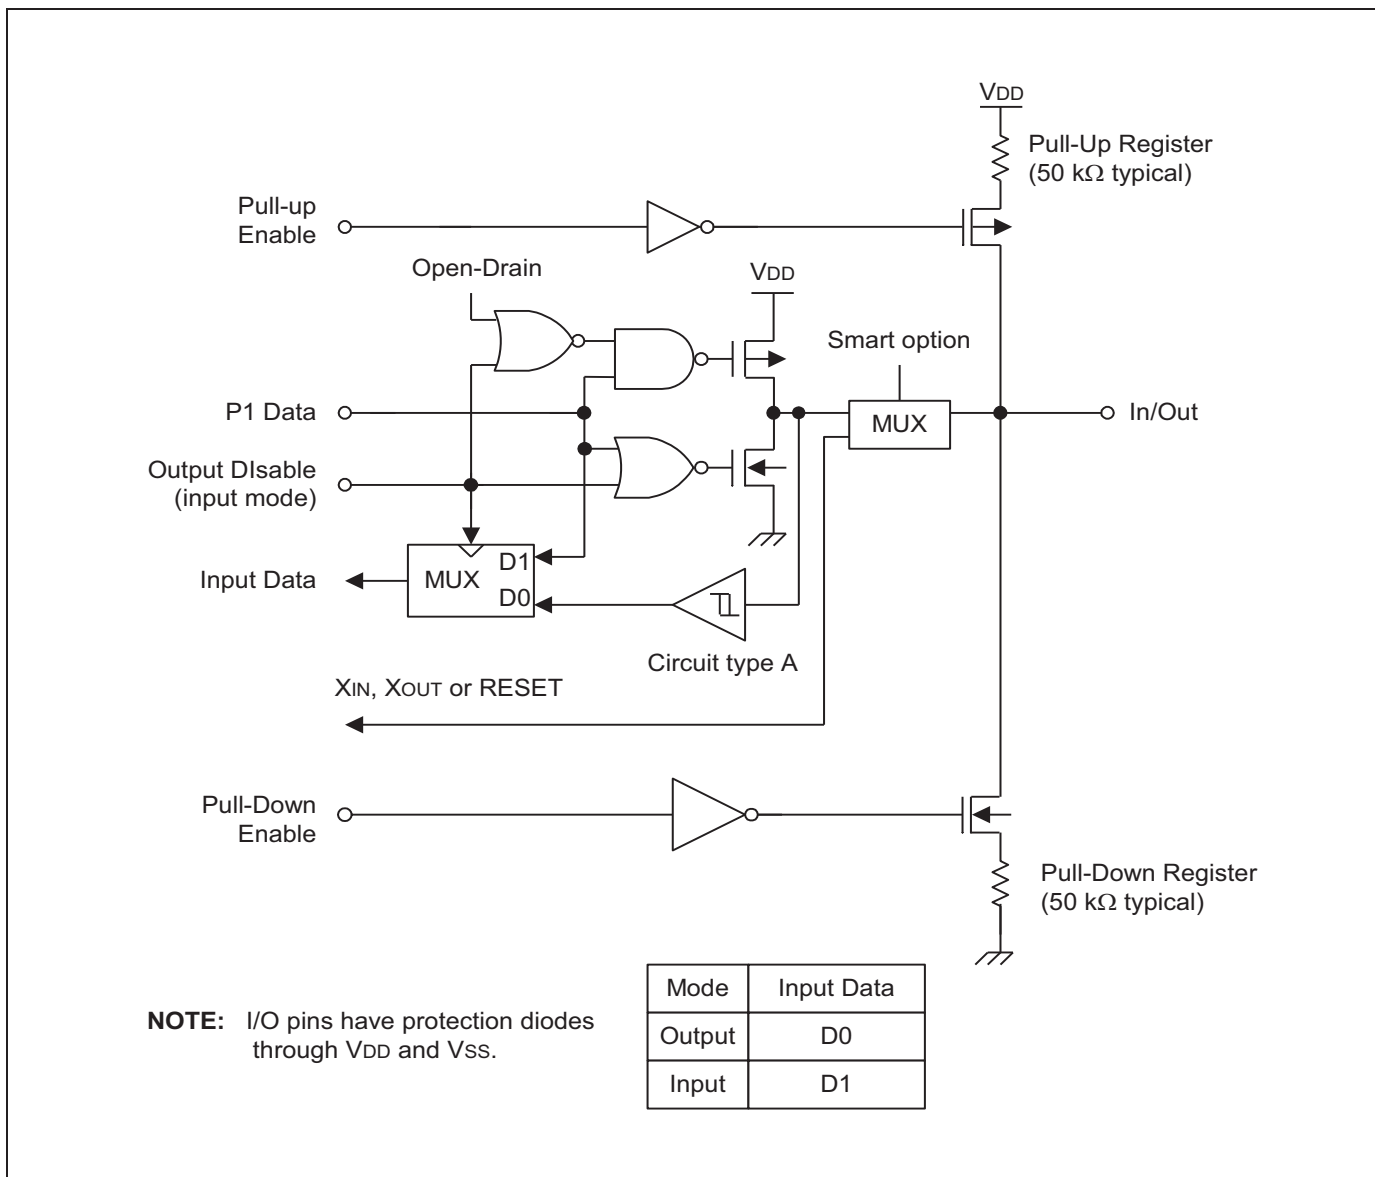 VDD
Pull-Up Register
(50 kΩ typical)
Pull-up
Enable
Open-Drain
VDD
Smart option
P1 Data
MUX
In/Out
Output DIsable
(input mode)
Input Data
MUX
D1
D0
Circuit type A
XIN, XOUT or RESET
Pull-Down
Enable
Pull-Down Register
(50 kΩ typical)
NOTE: I/O pins have protection diodes
through VDD and VSS.
Mode Input Data
Output D0
Input D1